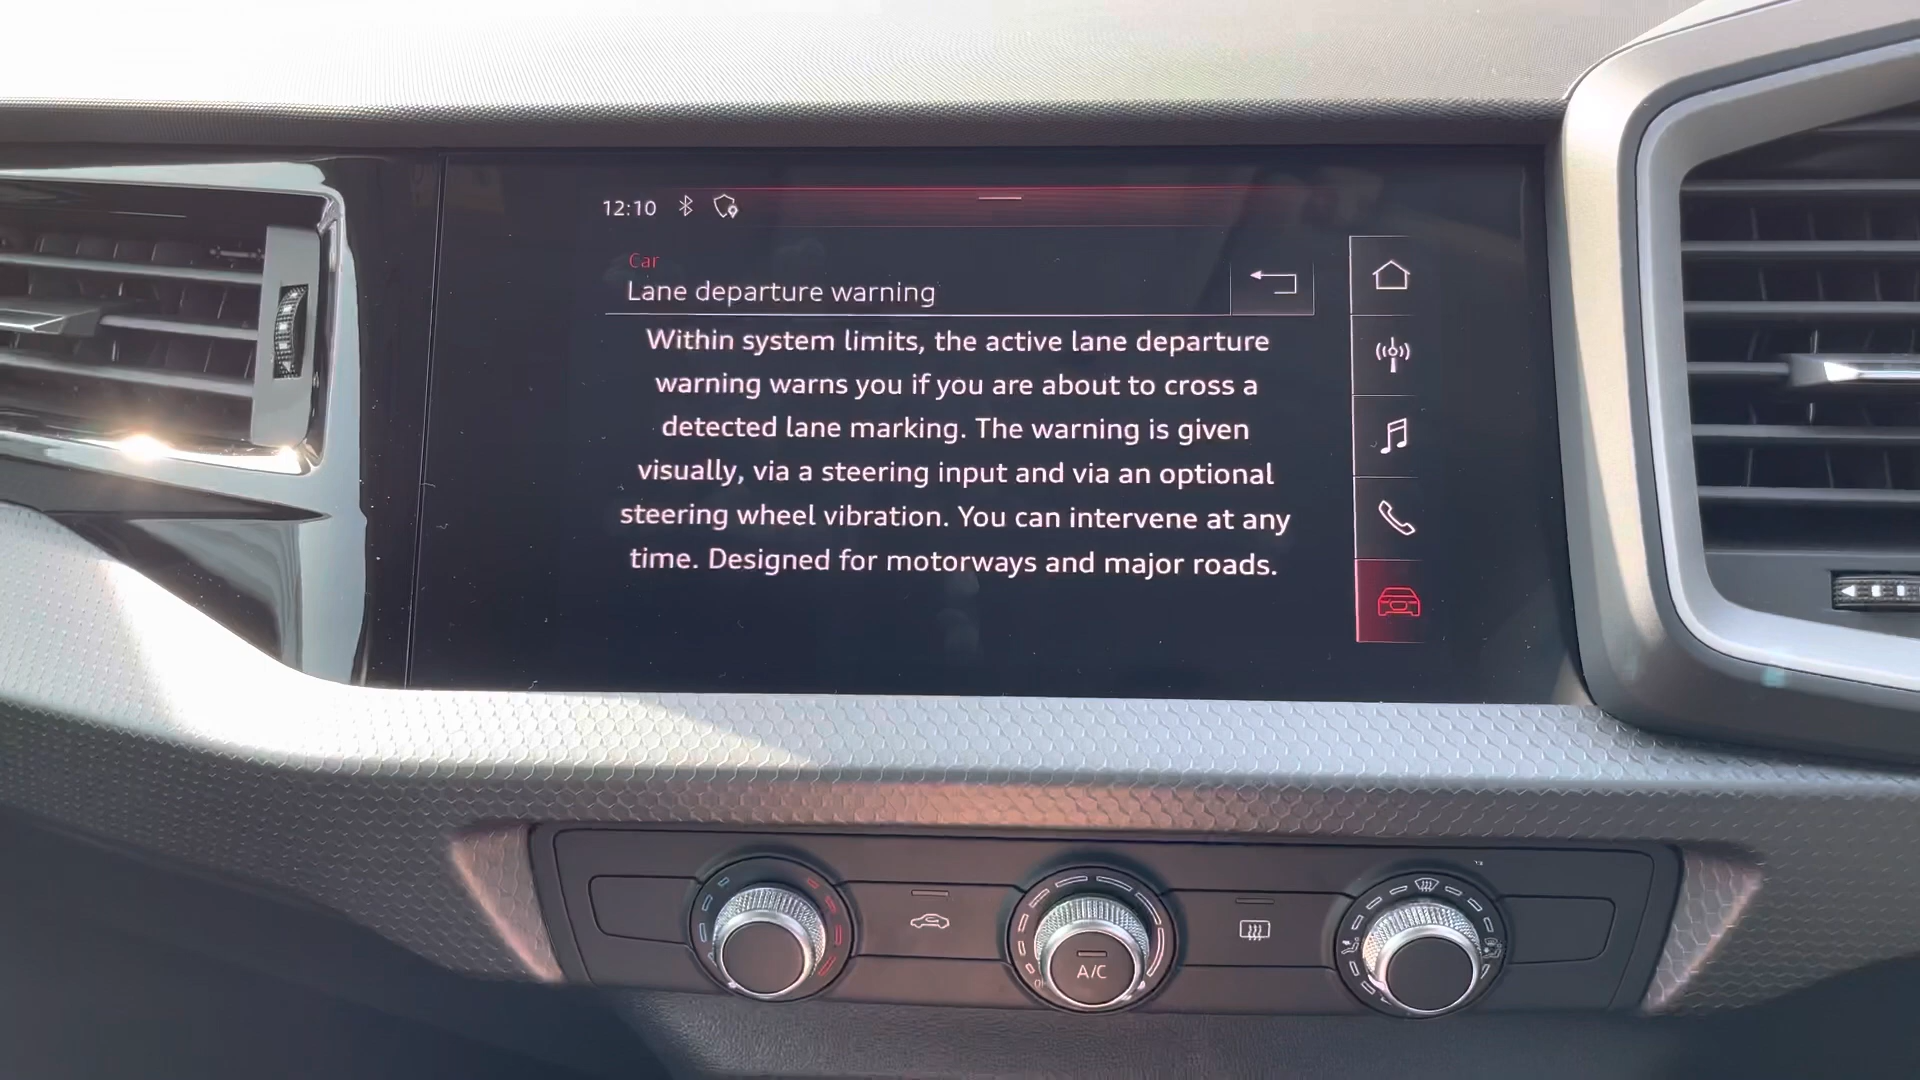 12:10
Car
Lane departure warning
Within system limits, the active lane departure
warning warns you if you are about to cross a
detected lane marking. The warning is given
visually, via a steering input and via an optional
steering wheel vibration. You can intervene at any
time. Designed for motorways and major roads.
A/C